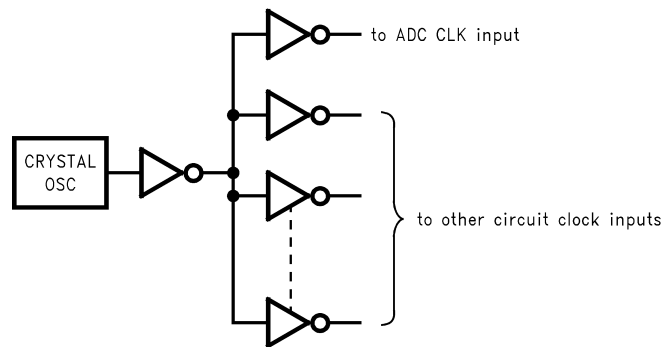 to ADC CLK input
CRYSTAL
OSC
to other circuit clock inputs